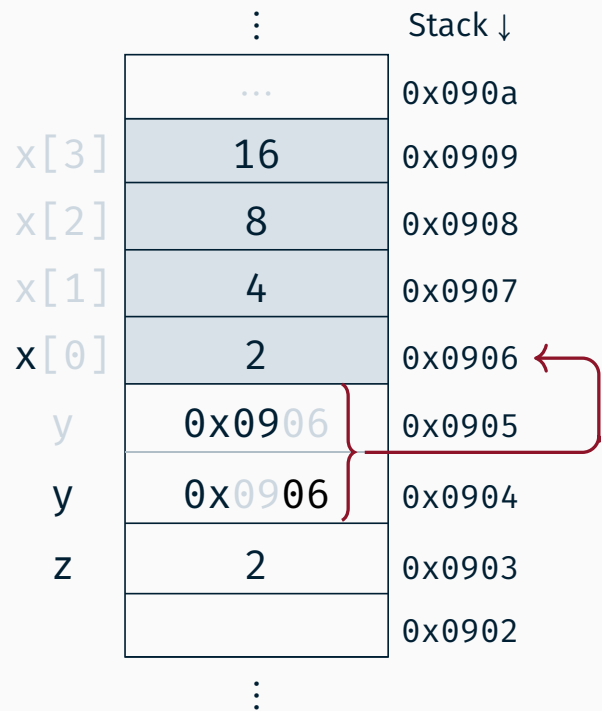 ⋮ Stack ↓
... 0x090a
x[3] 16 0x0909
x[2] 8 0x0908
x[1] 4 0x0907
x[0] 2 0x0906
y 0x0906 0x0905
y 0x0906 0x0904
z 2 0x0903
0x0902
⋮